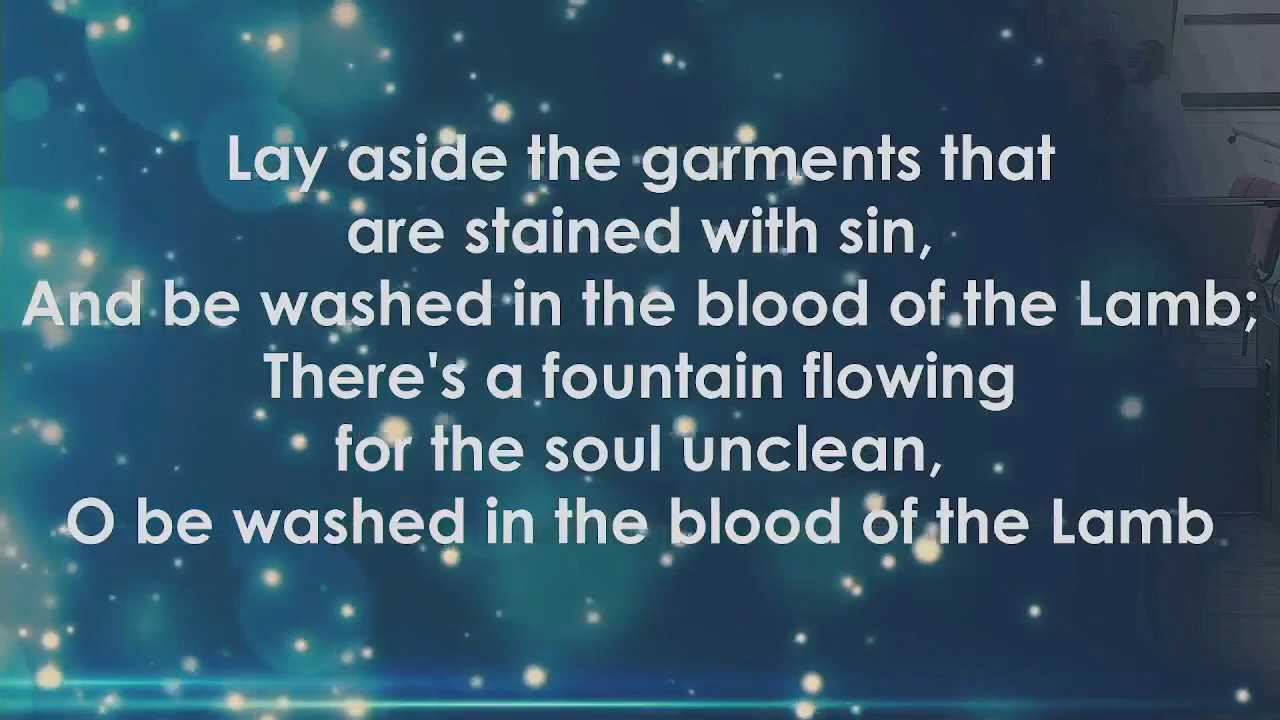 Lay aside the garments that
are stained with sin,
And be washed in the blood of the Lamb;
There's a fountain flowing
for the soul unclean,
O be washed in the blood of the Lamb